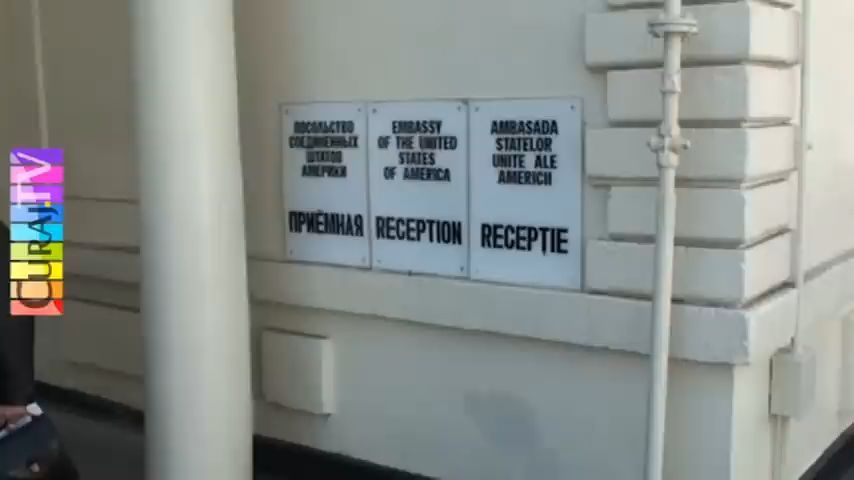 ПОСОЛЬСТВО
СОЕДИНЕННЫХ
ШТАТОВ
АМЕРИКИ
ПРИЁМНАЯ
EMBASSY
OF THE UNITED
STATES
OF AMERICA
RECEPTION
AMBASADA
STATELOR
UNITE ALE
AMERICII
RECEPȚIE
CURAJ.TV